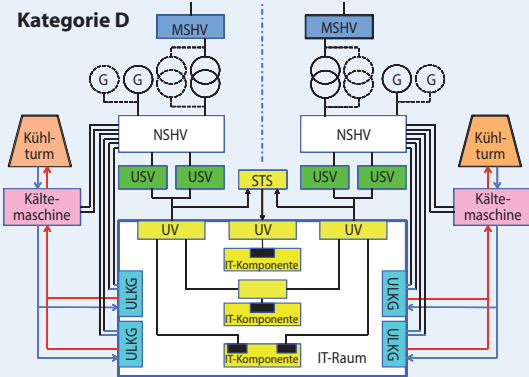 Kategorie D
MSHV
MSHV
G
G
G
G
NSHV
NSHV
Kühl-
turm
Kühl-
turm
USV
USV
STS
USV
USV
Kälte-
maschine
Kälte-
maschine
UV
UV
UV
IT-Komponente
ULKG
ULKG
IT-Komponente
ULKG
ULKG
IT-Komponente
IT-Raum